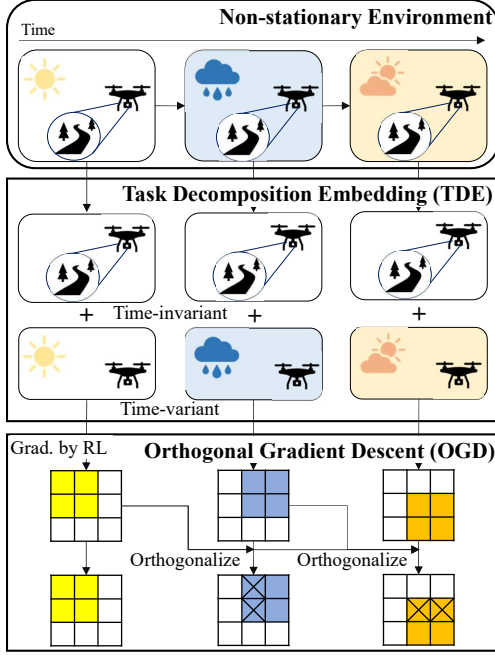 Non-stationary Environment
Time
Task Decomposition Embedding (TDE)
+ Time-invariant + +
Time-variant
Orthogonal Gradient Descent (OGD)
Grad. by RL
Orthogonalize Orthogonalize